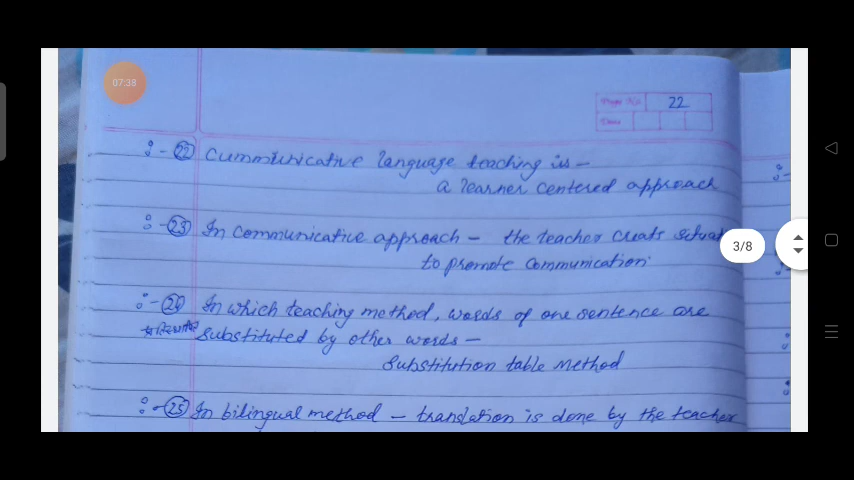 07:38
Page No 22
Date
:- (22) Cummunicative language teaching is -
a learner centered approach
:- (23) In communicative approach - the teacher creats situat
3/8
to promote communication
:- (24) In which teaching method, words of one sentence are
substituted by other words -
Substitution table Method
:- (25) In bilingual method - translation is done by the teacher